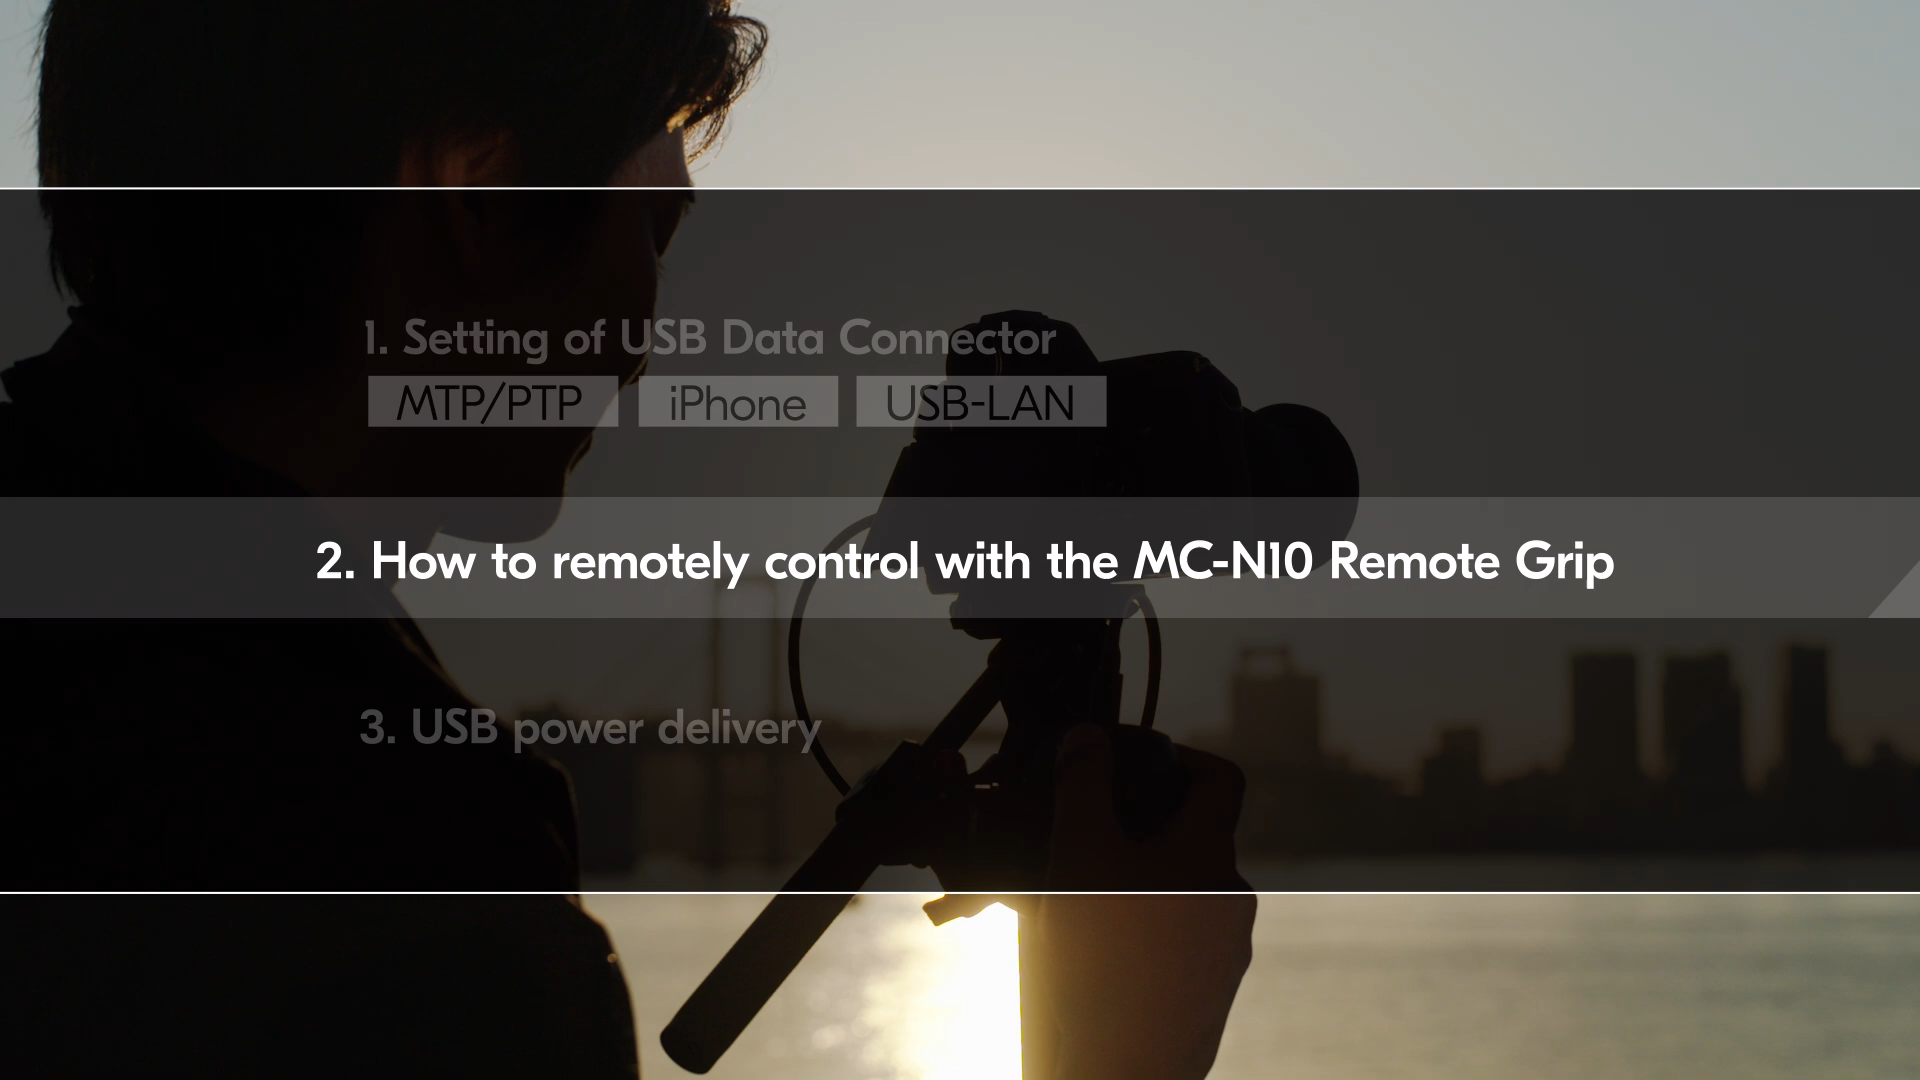 1. Setting of USB Data Connector
MTP/PTP iPhone USB-LAN
2. How to remotely control with the MC-N10 Remote Grip
3. USB power delivery